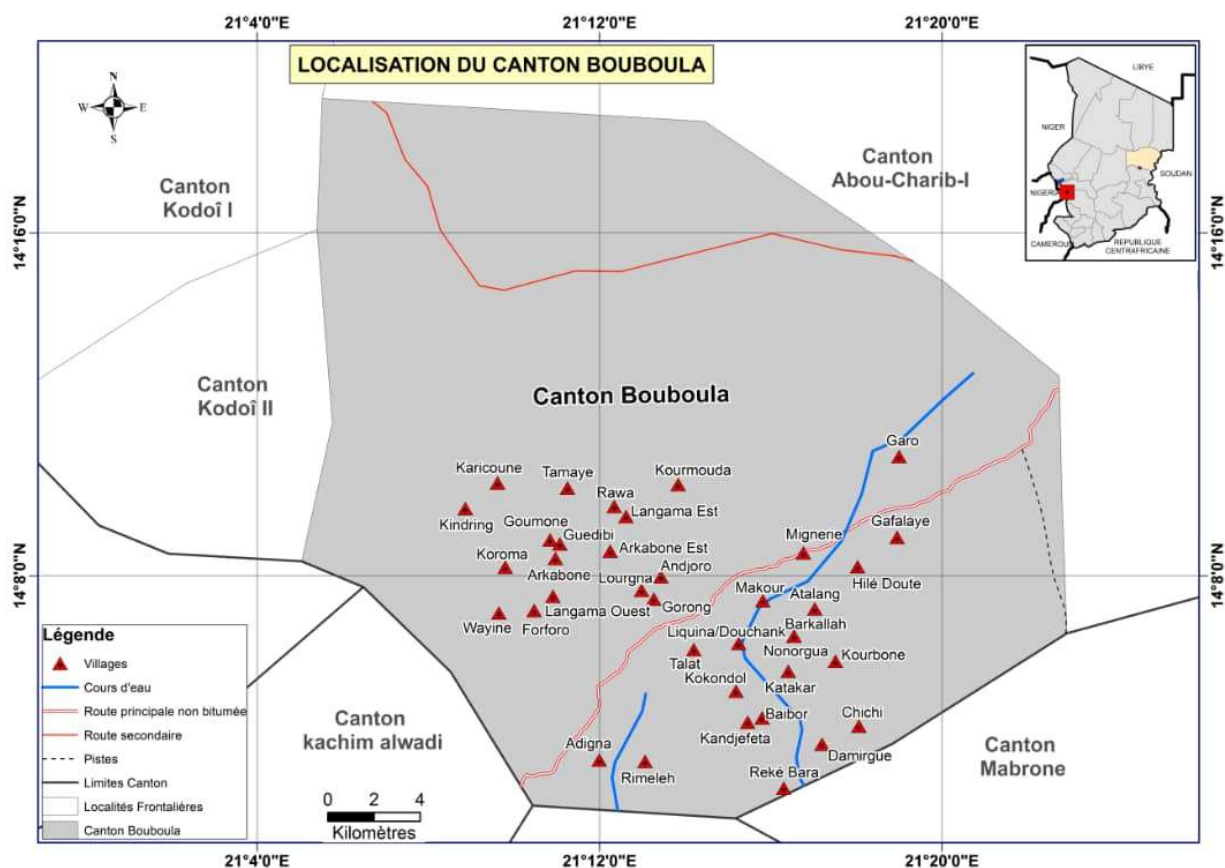 21°4'0"E
21°12'0"E
21°20'0"E
LOCALISATION DU CANTON BOUBOULA
N
W
E
S
LIBYE
NIGER
SOUDAN
NIGERIA
CAMEROU
REPUBLIQUE
CENTRAFRICAINE
Canton
Kodoî I
Canton
Abou-Charib-I
14°16'0"N
14°16'0"N
Canton
Kodoî II
Canton Bouboula
Garo
Karicoune
Tamaye
Kourmouda
Rawa
Langama Est
Kindring
Goumone
Guedibi
Gafalaye
Mignerie
Koroma
Arkabone Est
Arkabone
Andjoro
14°8'0"N
14°8'0"N
Lourgna
Hilé Doute
Makour
Atalang
Langama Ouest
Gorong
Wayine
Forforo
Barkallah
Liquina/Douchank
Nonorgua
Kourbone
Talat
Kokondol
Katakar
Baibor
Chichi
Kandjefeta
Damirgue
Adigna
Rimeleh
Reké Bara
Canton
kachim alwadi
Canton
Mabrone
Légende
Villages
Cours d'eau
Route principale non bitumée
Route secondaire
Pistes
Limites Canton
Localités Frontalières
Canton Bouboula
0 2 4
Kilomètres
21°4'0"E
21°12'0"E
21°20'0"E